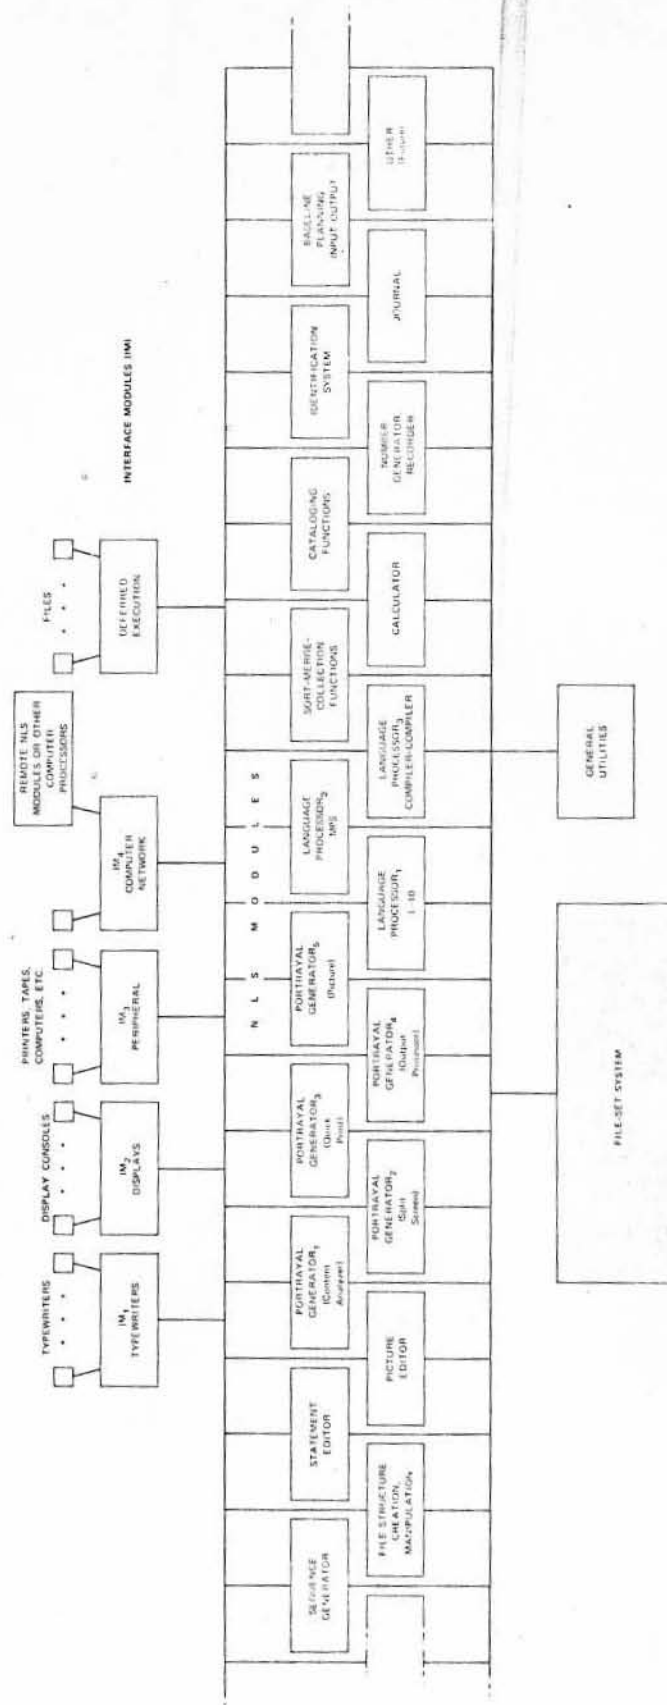 TYPEWRITERS
DISPLAY CONSOLES
PRINTERS, TAPES,
COMPUTERS, ETC.
REMOTE NLS
MODULES OR OTHER
COMPUTER
PROCESSORS
FILES
IM1
TYPEWRITERS
IM2
DISPLAYS
IM3
PERIPHERAL
IM4
COMPUTER
NETWORK
DEFERRED
EXECUTION
INTERFACE MODULES (IM)
NLS MODULES
SEQUENCE
GENERATOR
STATEMENT
EDITOR
PORTRAYAL
GENERATOR1
(Content
Analyzer)
PORTRAYAL
GENERATOR3
(Quick
Print)
PORTRAYAL
GENERATOR5
(Picture)
LANGUAGE
PROCESSOR2
MPS
SORT-MERGE-
COLLECTION
FUNCTIONS
CATALOGING
FUNCTIONS
IDENTIFICATION
SYSTEM
BASELINE
PLANNING
INPUT OUTPUT
FILE STRUCTURE
CREATION,
MANIPULATION
PICTURE
EDITOR
PORTRAYAL
GENERATOR2
(Split
Screen)
PORTRAYAL
GENERATOR4
(Output
Processor)
LANGUAGE
PROCESSOR1
L-10
LANGUAGE
PROCESSOR3
COMPILER-COMPILER
CALCULATOR
NUMBER
GENERATOR
RECORDER
JOURNAL
OTHER
(Future)
FILE-SET SYSTEM
GENERAL
UTILITIES